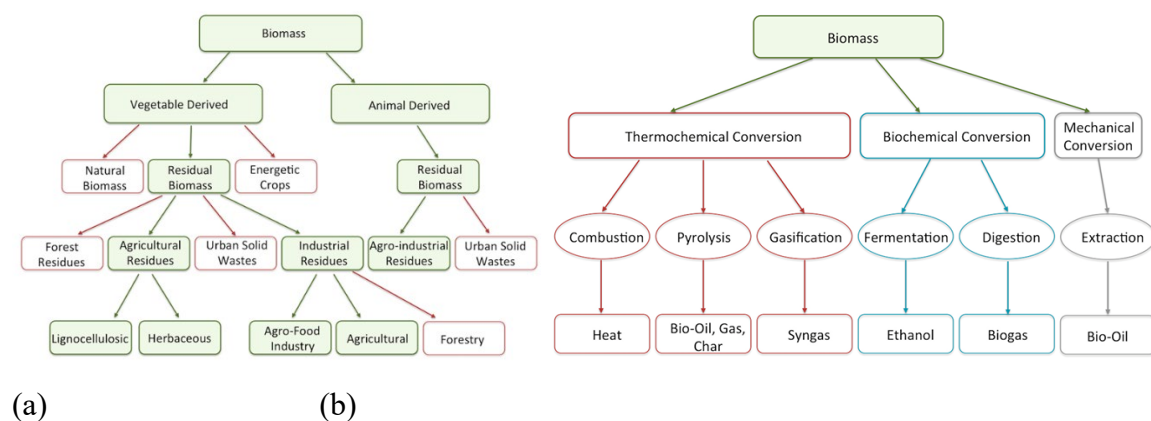 Biomass
Vegetable Derived
Animal Derived
Natural
Biomass
Residual
Biomass
Energetic
Crops
Residual
Biomass
Forest
Residues
Agricultural
Residues
Urban Solid
Wastes
Industrial
Residues
Agro-industrial
Residues
Urban Solid
Wastes
Lignocellulosic
Herbaceous
Agro-Food
Industry
Agricultural
Forestry
Biomass
Thermochemical Conversion
Biochemical Conversion
Mechanical
Conversion
Combustion
Pyrolysis
Gasification
Fermentation
Digestion
Extraction
Heat
Bio-Oil, Gas,
Char
Syngas
Ethanol
Biogas
Bio-Oil
(a)
(b)